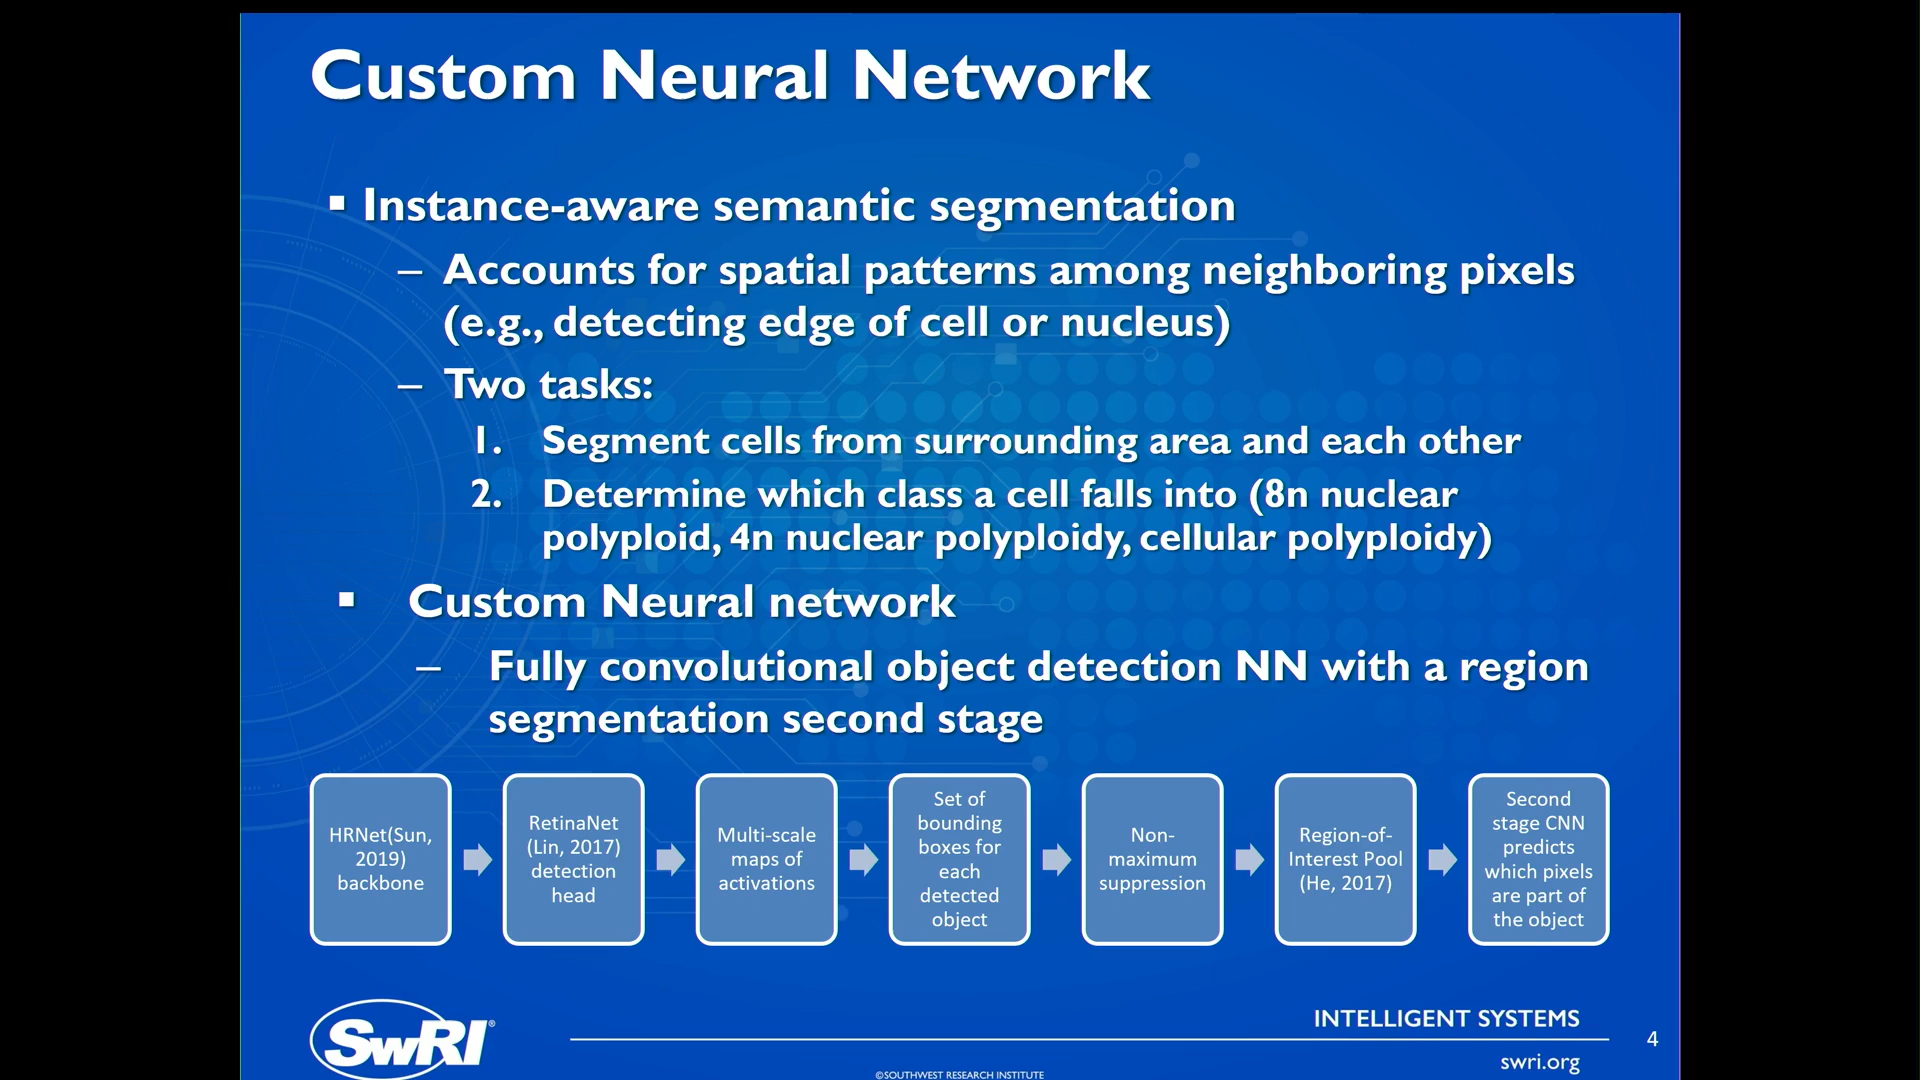 Custom Neural Network
▪ Instance-aware semantic segmentation
– Accounts for spatial patterns among neighboring pixels
(e.g., detecting edge of cell or nucleus)
– Two tasks:
1. Segment cells from surrounding area and each other
2. Determine which class a cell falls into (8n nuclear
polyploid, 4n nuclear polyploidy, cellular polyploidy)
▪ Custom Neural network
– Fully convolutional object detection NN with a region
segmentation second stage
HRNet(Sun,
2019)
backbone
RetinaNet
(Lin, 2017)
detection
head
Multi-scale
maps of
activations
Set of
bounding
boxes for
each
detected
object
Non-
maximum
suppression
Region-of-
Interest Pool
(He, 2017)
Second
stage CNN
predicts
which pixels
are part of
the object
SwRI®
INTELLIGENT SYSTEMS
4
swri.org
©SOUTHWEST RESEARCH INSTITUTE